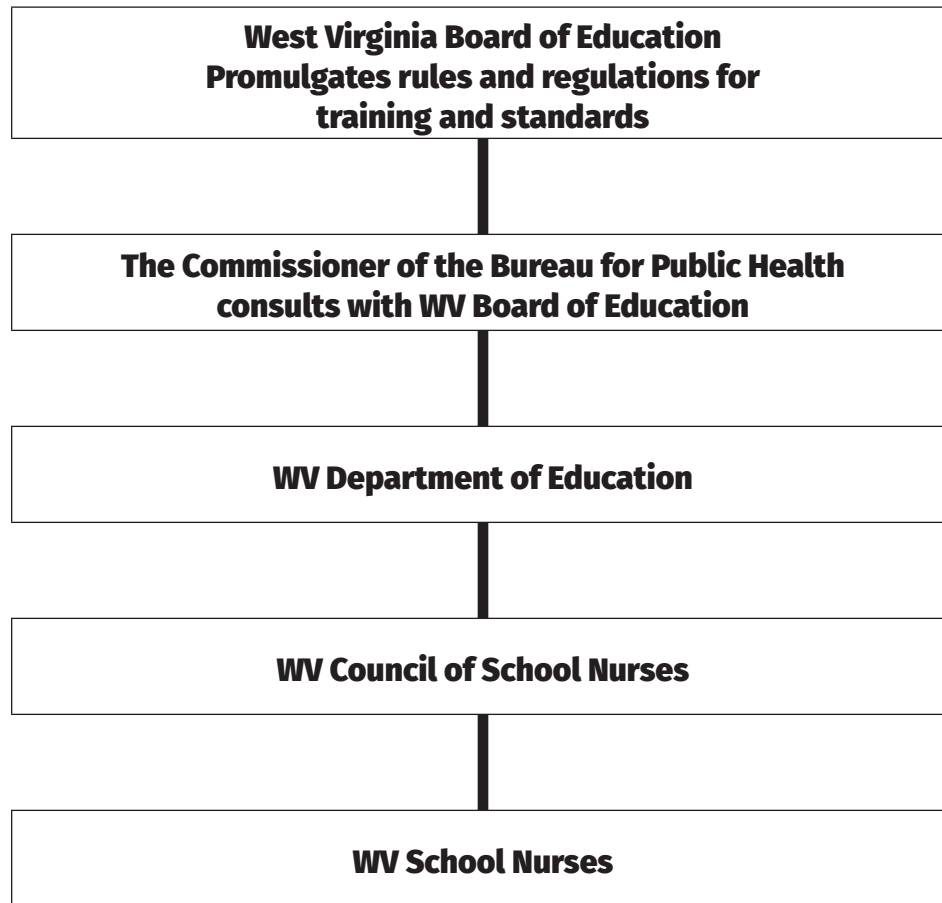 West Virginia Board of Education
Promulgates rules and regulations for
training and standards
The Commissioner of the Bureau for Public Health
consults with WV Board of Education
WV Department of Education
WV Council of School Nurses
WV School Nurses